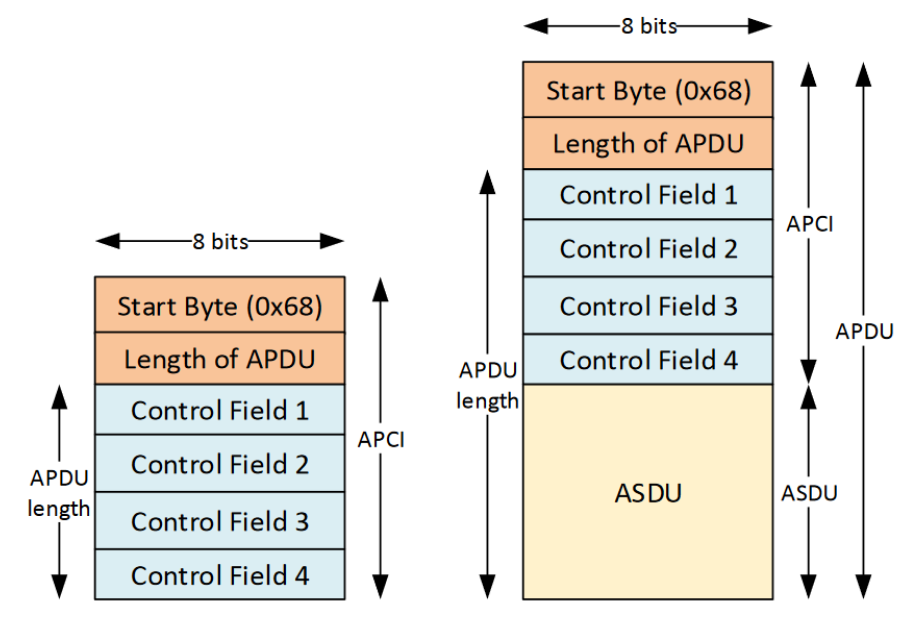 8 bits
Start Byte (0x68)
Length of APDU
Control Field 1
Control Field 2
Control Field 3
Control Field 4
APDU
length
APCI
8 bits
Start Byte (0x68)
Length of APDU
Control Field 1
Control Field 2
Control Field 3
Control Field 4
ASDU
APDU
length
APCI
ASDU
APDU